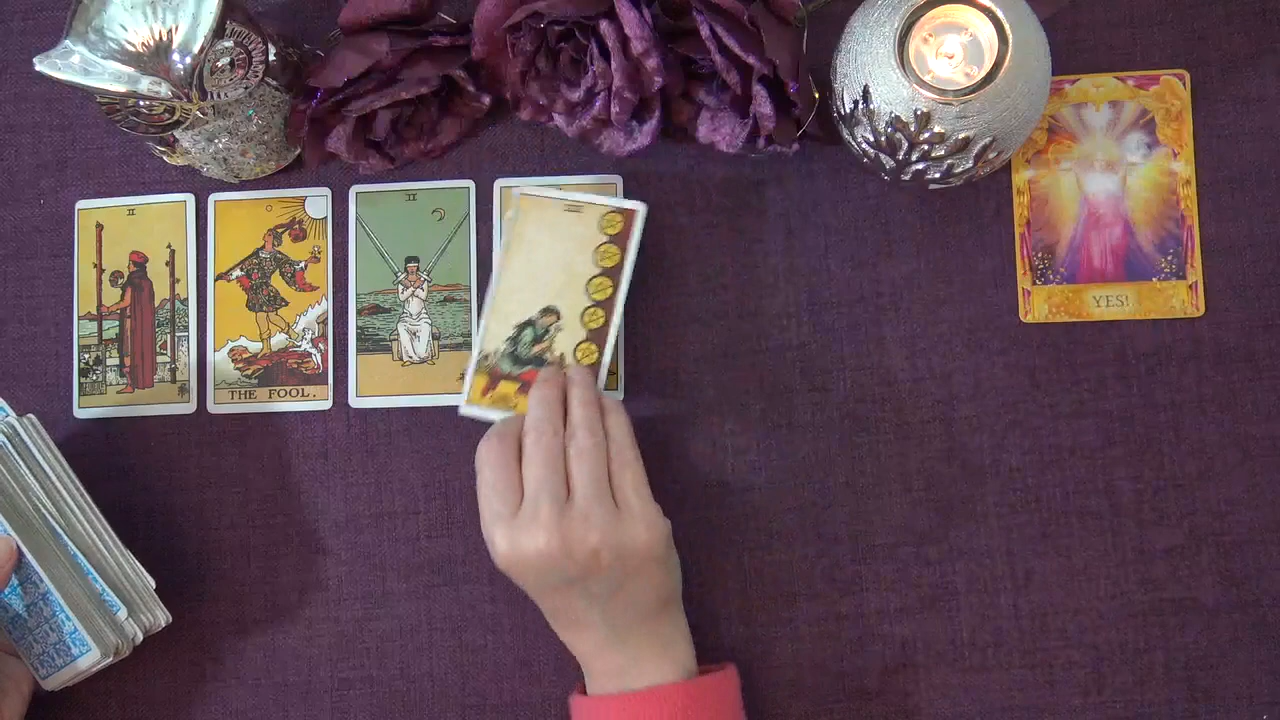 II
THE FOOL.
II
YES!